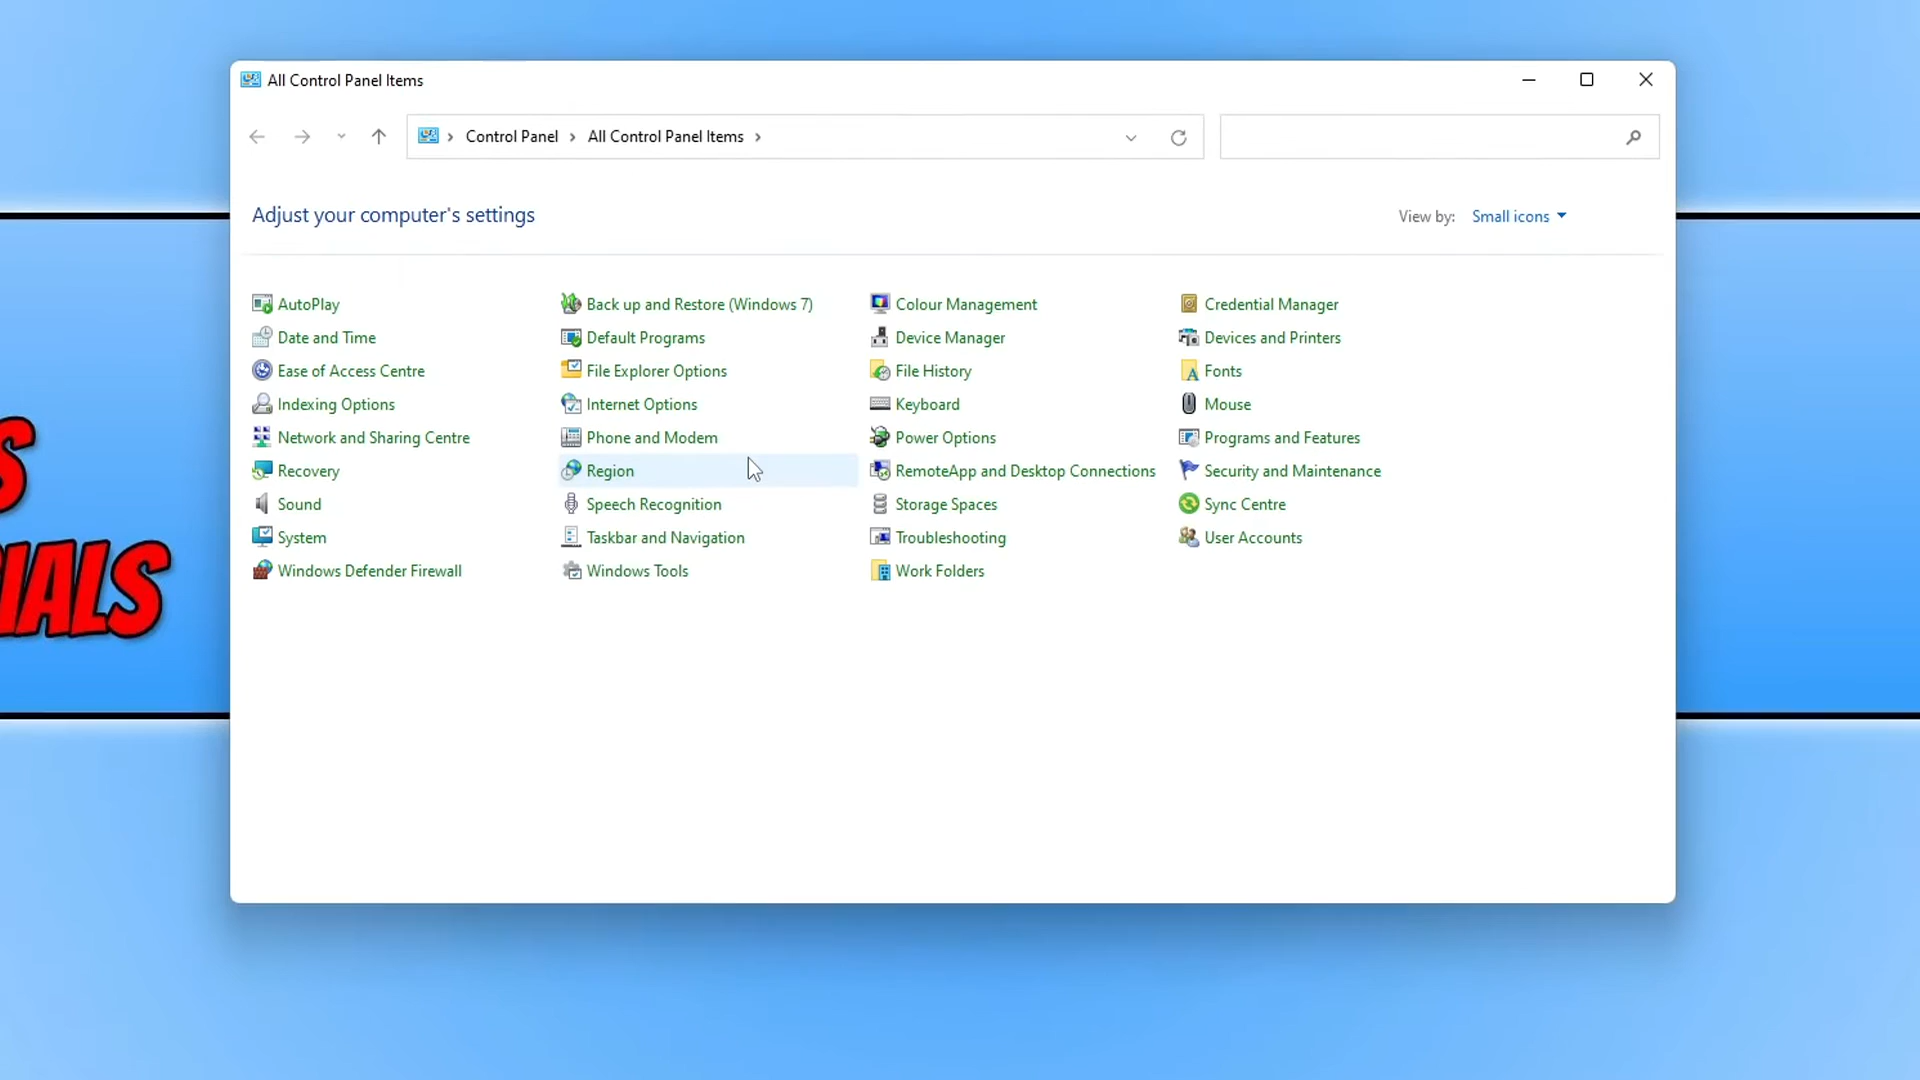 All Control Panel Items
Control Panel All Control Panel Items
Adjust your computer's settings
View by: Small icons
AutoPlay Back up and Restore (Windows 7) Colour Management Credential Manager
Date and Time Default Programs Device Manager Devices and Printers
Ease of Access Centre File Explorer Options File History Fonts
Indexing Options Internet Options Keyboard Mouse
Network and Sharing Centre Phone and Modem Power Options Programs and Features
Recovery Region RemoteApp and Desktop Connections Security and Maintenance
Sound Speech Recognition Storage Spaces Sync Centre
System Taskbar and Navigation Troubleshooting User Accounts
Windows Defender Firewall Windows Tools Work Folders
S
IALS